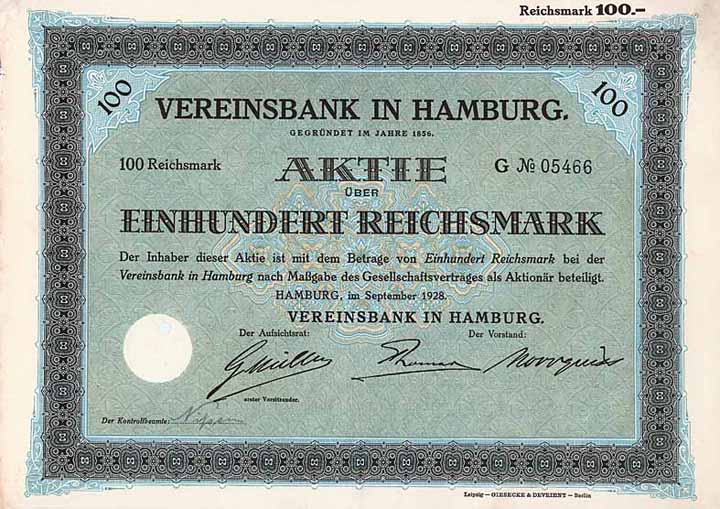 Reichsmark 100.–
100 100
VEREINSBANK IN HAMBURG.
GEGRÜNDET IM JAHRE 1856.
100 Reichsmark AKTIE G № 05466
ÜBER
EINHUNDERT REICHSMARK
Der Inhaber dieser Aktie ist mit dem Betrage von Einhundert Reichsmark bei der
Vereinsbank in Hamburg nach Maßgabe des Gesellschaftsvertrages als Aktionär beteiligt.
HAMBURG, im September 1928.
VEREINSBANK IN HAMBURG.
Der Aufsichtsrat: Der Vorstand:
erster Vorsitzender.
Der Kontrollbeamte:
Leipzig — GIESECKE & DEVRIENT — Berlin